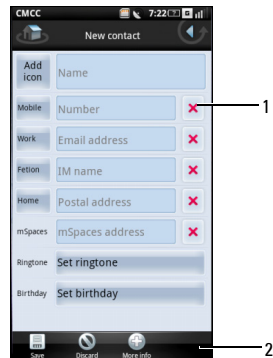 CMCC 7:22
New contact
Add icon Name
Mobile Number 1
Work Email address
Fetion IM name
Home Postal address
mSpaces mSpaces address
Ringtone Set ringtone
Birthday Set birthday
Save Discard More info 2